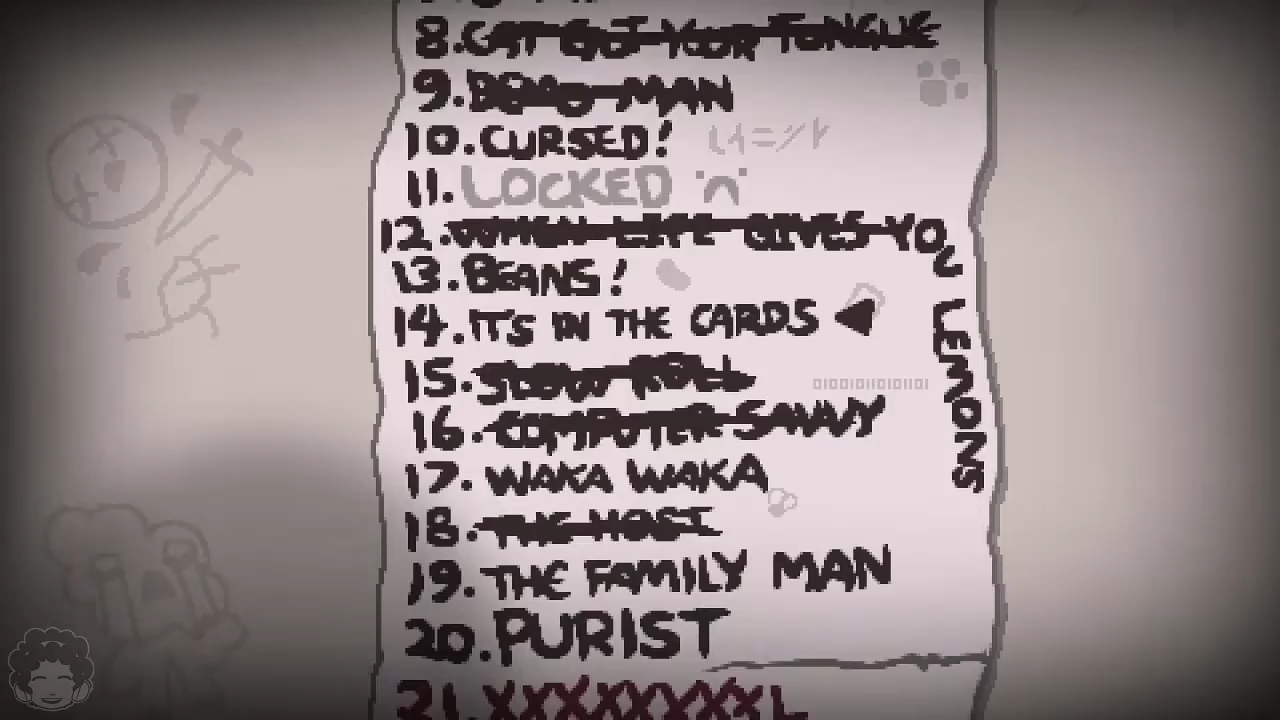 8. CAT GOT YOUR TONGUE
9. DEAD MAN
10. CURSED!
11. LOCKED
12. WHEN LIFE GIVES YOU LEMONS
13. BEANS!
14. IT'S IN THE CARDS
15. SLOW ROLL
16. COMPUTER SAVVY
010010110101101
17. WAKA WAKA
18. THE HOST
19. THE FAMILY MAN
20. PURIST
21. XXXXXXXXL